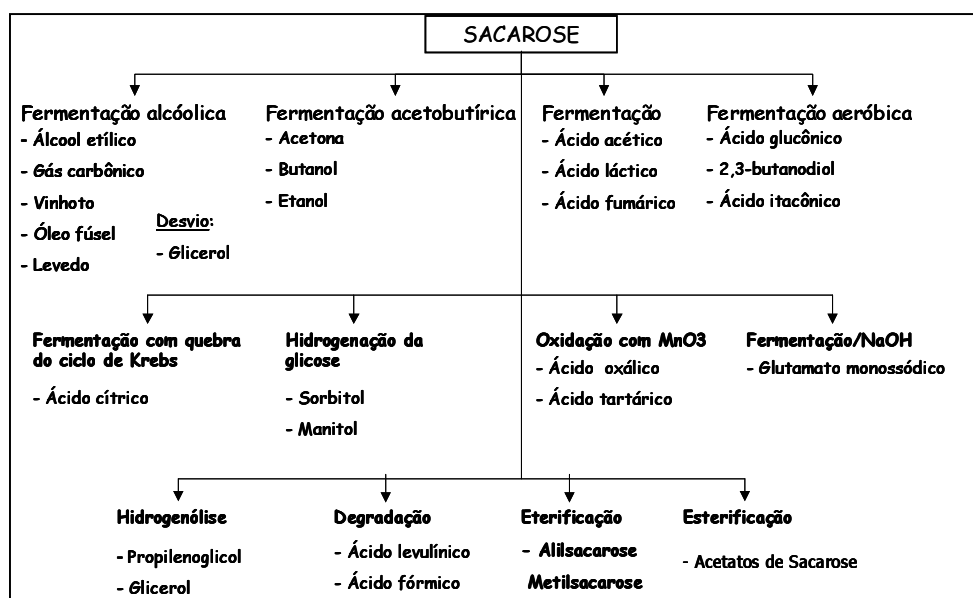 SACAROSE
Fermentação alcóolica
- Álcool etílico
- Gás carbônico
- Vinhoto
- Óleo fúsel
- Levedo
Desvio:
- Glicerol
Fermentação acetobutírica
- Acetona
- Butanol
- Etanol
Fermentação
- Ácido acético
- Ácido láctico
- Ácido fumárico
Fermentação aeróbica
- Ácido glucônico
- 2,3-butanodiol
- Ácido itacônico
Fermentação com quebra
do ciclo de Krebs
- Ácido cítrico
Hidrogenação da
glicose
- Sorbitol
- Manitol
Oxidação com MnO3
- Ácido oxálico
- Ácido tartárico
Fermentação/NaOH
- Glutamato monossódico
Hidrogenólise
- Propilenoglicol
- Glicerol
Degradação
- Ácido levulínico
- Ácido fórmico
Eterificação
- Alilsacarose
Metilsacarose
Esterificação
- Acetatos de Sacarose